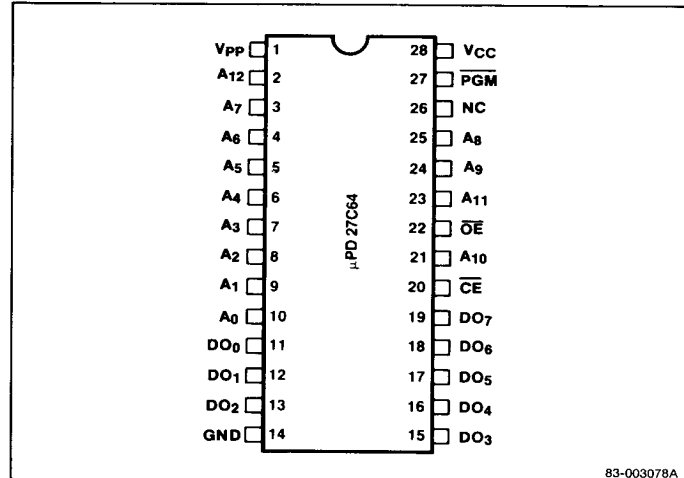 VPP 1 28 VCC
A12 2 27 PGM
A7 3 26 NC
A6 4 25 A8
A5 5 24 A9
A4 6 23 A11
A3 7 22 OE
A2 8 21 A10
A1 9 20 CE
A0 10 19 DO7
DO0 11 18 DO6
DO1 12 17 DO5
DO2 13 16 DO4
GND 14 15 DO3
μPD 27C64
83-003078A